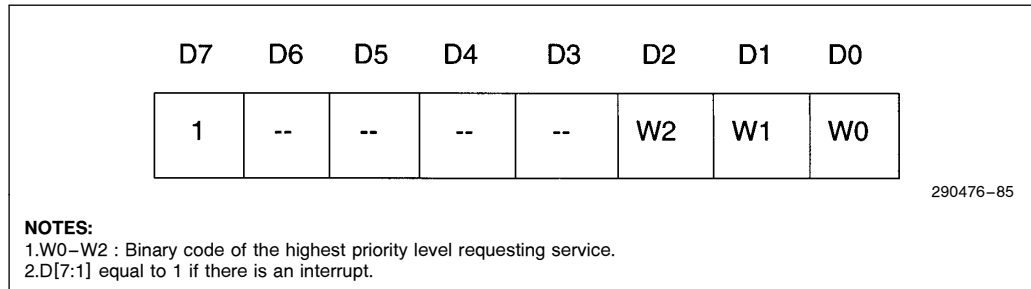 D7 D6 D5 D4 D3 D2 D1 D0
1 -- -- -- -- W2 W1 W0
290476–85
NOTES:
1.W0–W2 : Binary code of the highest priority level requesting service.
2.D[7:1] equal to 1 if there is an interrupt.